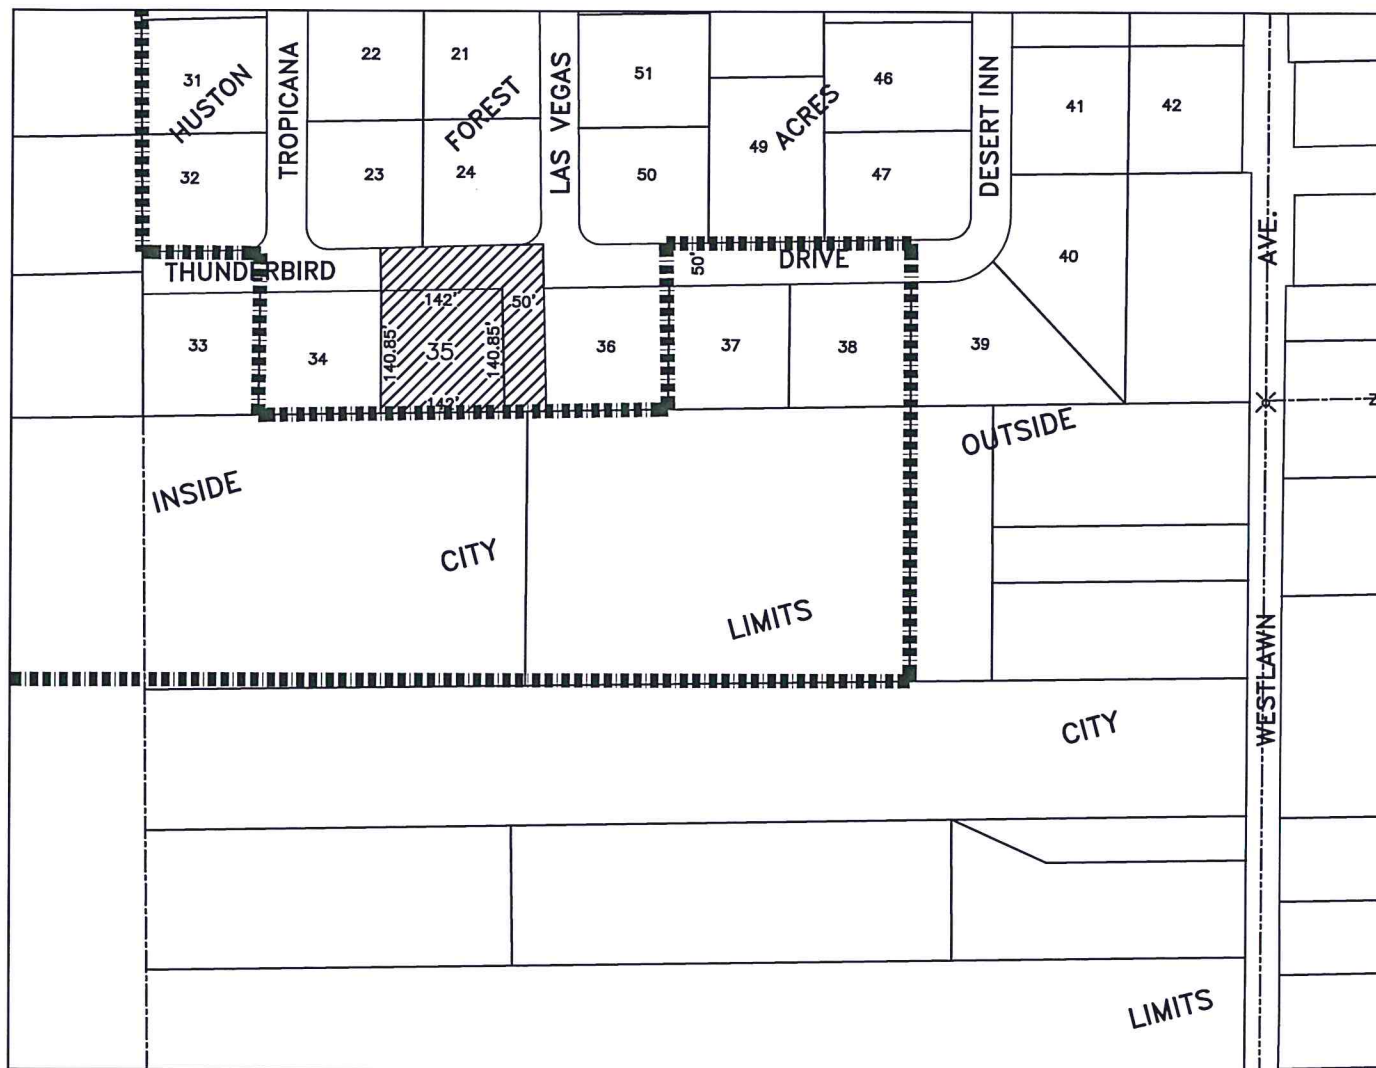 31
HUSTON
TROPICANA
22
21
FOREST
LAS VEGAS
51
49
ACRES
46
DESERT INN
41
42
32
23
24
50
47
40
AVE.
THUNDERBIRD
50'
DRIVE
33
34
142'
50'
140.85'
35
140.85'
142'
36
37
38
39
INSIDE
OUTSIDE
CITY
LIMITS
WESTLAWN
CITY
LIMITS